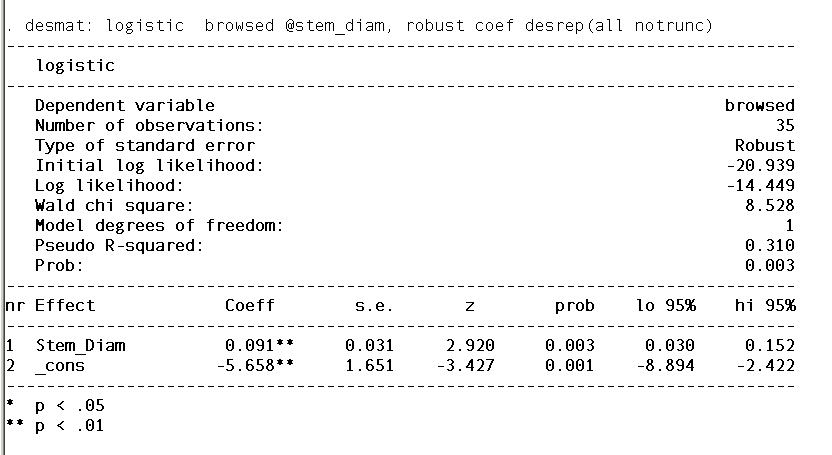 . desmat: logistic  browsed @stem_diam, robust coef desrep(all notrunc)
logistic
Dependent variable browsed
Number of observations: 35
Type of standard error Robust
Initial log likelihood: -20.939
Log likelihood: -14.449
Wald chi square: 8.528
Model degrees of freedom: 1
Pseudo R-squared: 0.310
Prob: 0.003
nr Effect Coeff s.e. z prob lo 95% hi 95%
1 Stem_Diam 0.091** 0.031 2.920 0.003 0.030 0.152
2 _cons -5.658** 1.651 -3.427 0.001 -8.894 -2.422
* p < .05
** p < .01